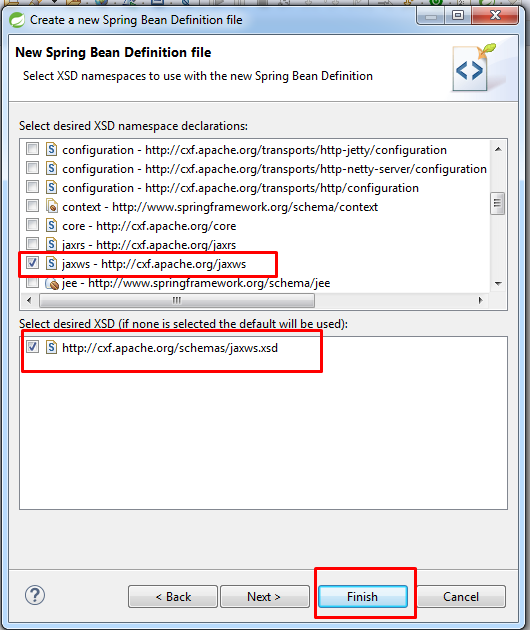 Create a new Spring Bean Definition file
New Spring Bean Definition file
Select XSD namespaces to use with the new Spring Bean Definition
Select desired XSD namespace declarations:
configuration - http://cxf.apache.org/transports/http-jetty/configuration
configuration - http://cxf.apache.org/transports/http-netty-server/configuration
configuration - http://cxf.apache.org/transports/http/configuration
context - http://www.springframework.org/schema/context
core - http://cxf.apache.org/core
jaxrs - http://cxf.apache.org/jaxrs
jaxws - http://cxf.apache.org/jaxws
jee - http://www.springframework.org/schema/jee
Select desired XSD (if none is selected the default will be used):
http://cxf.apache.org/schemas/jaxws.xsd
? < Back Next > Finish Cancel